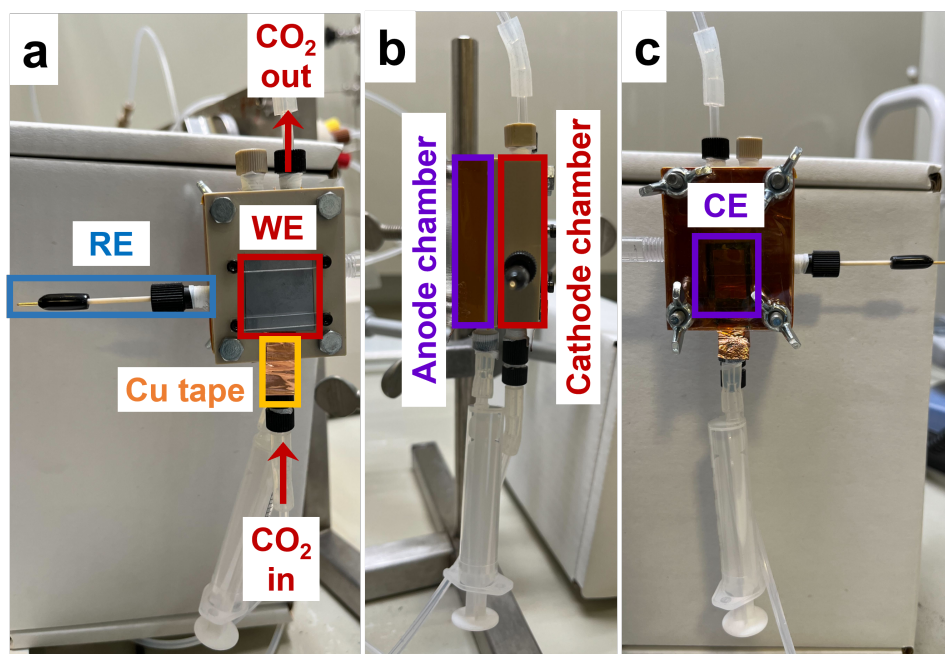 a
CO₂
out
RE
WE
Cu tape
CO₂
in
b
Anode chamber
Cathode chamber
c
CE